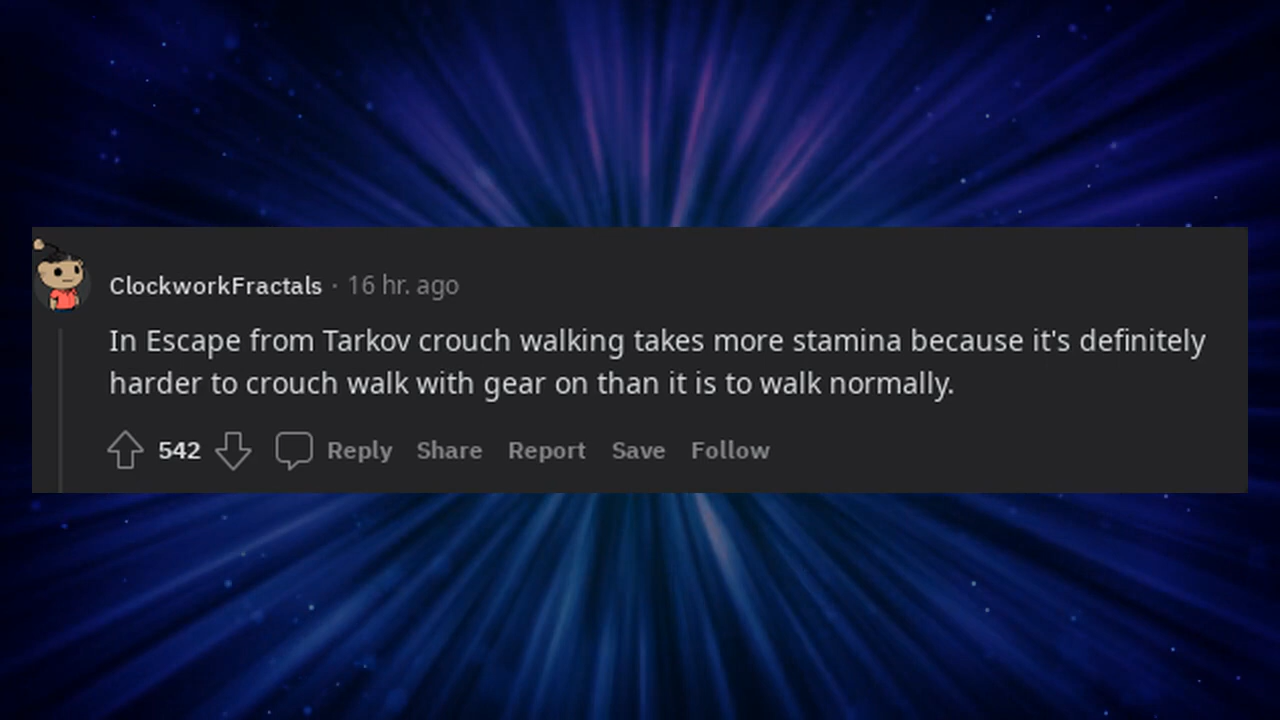 ClockworkFractals · 16 hr. ago
In Escape from Tarkov crouch walking takes more stamina because it's definitely
harder to crouch walk with gear on than it is to walk normally.
542 Reply Share Report Save Follow